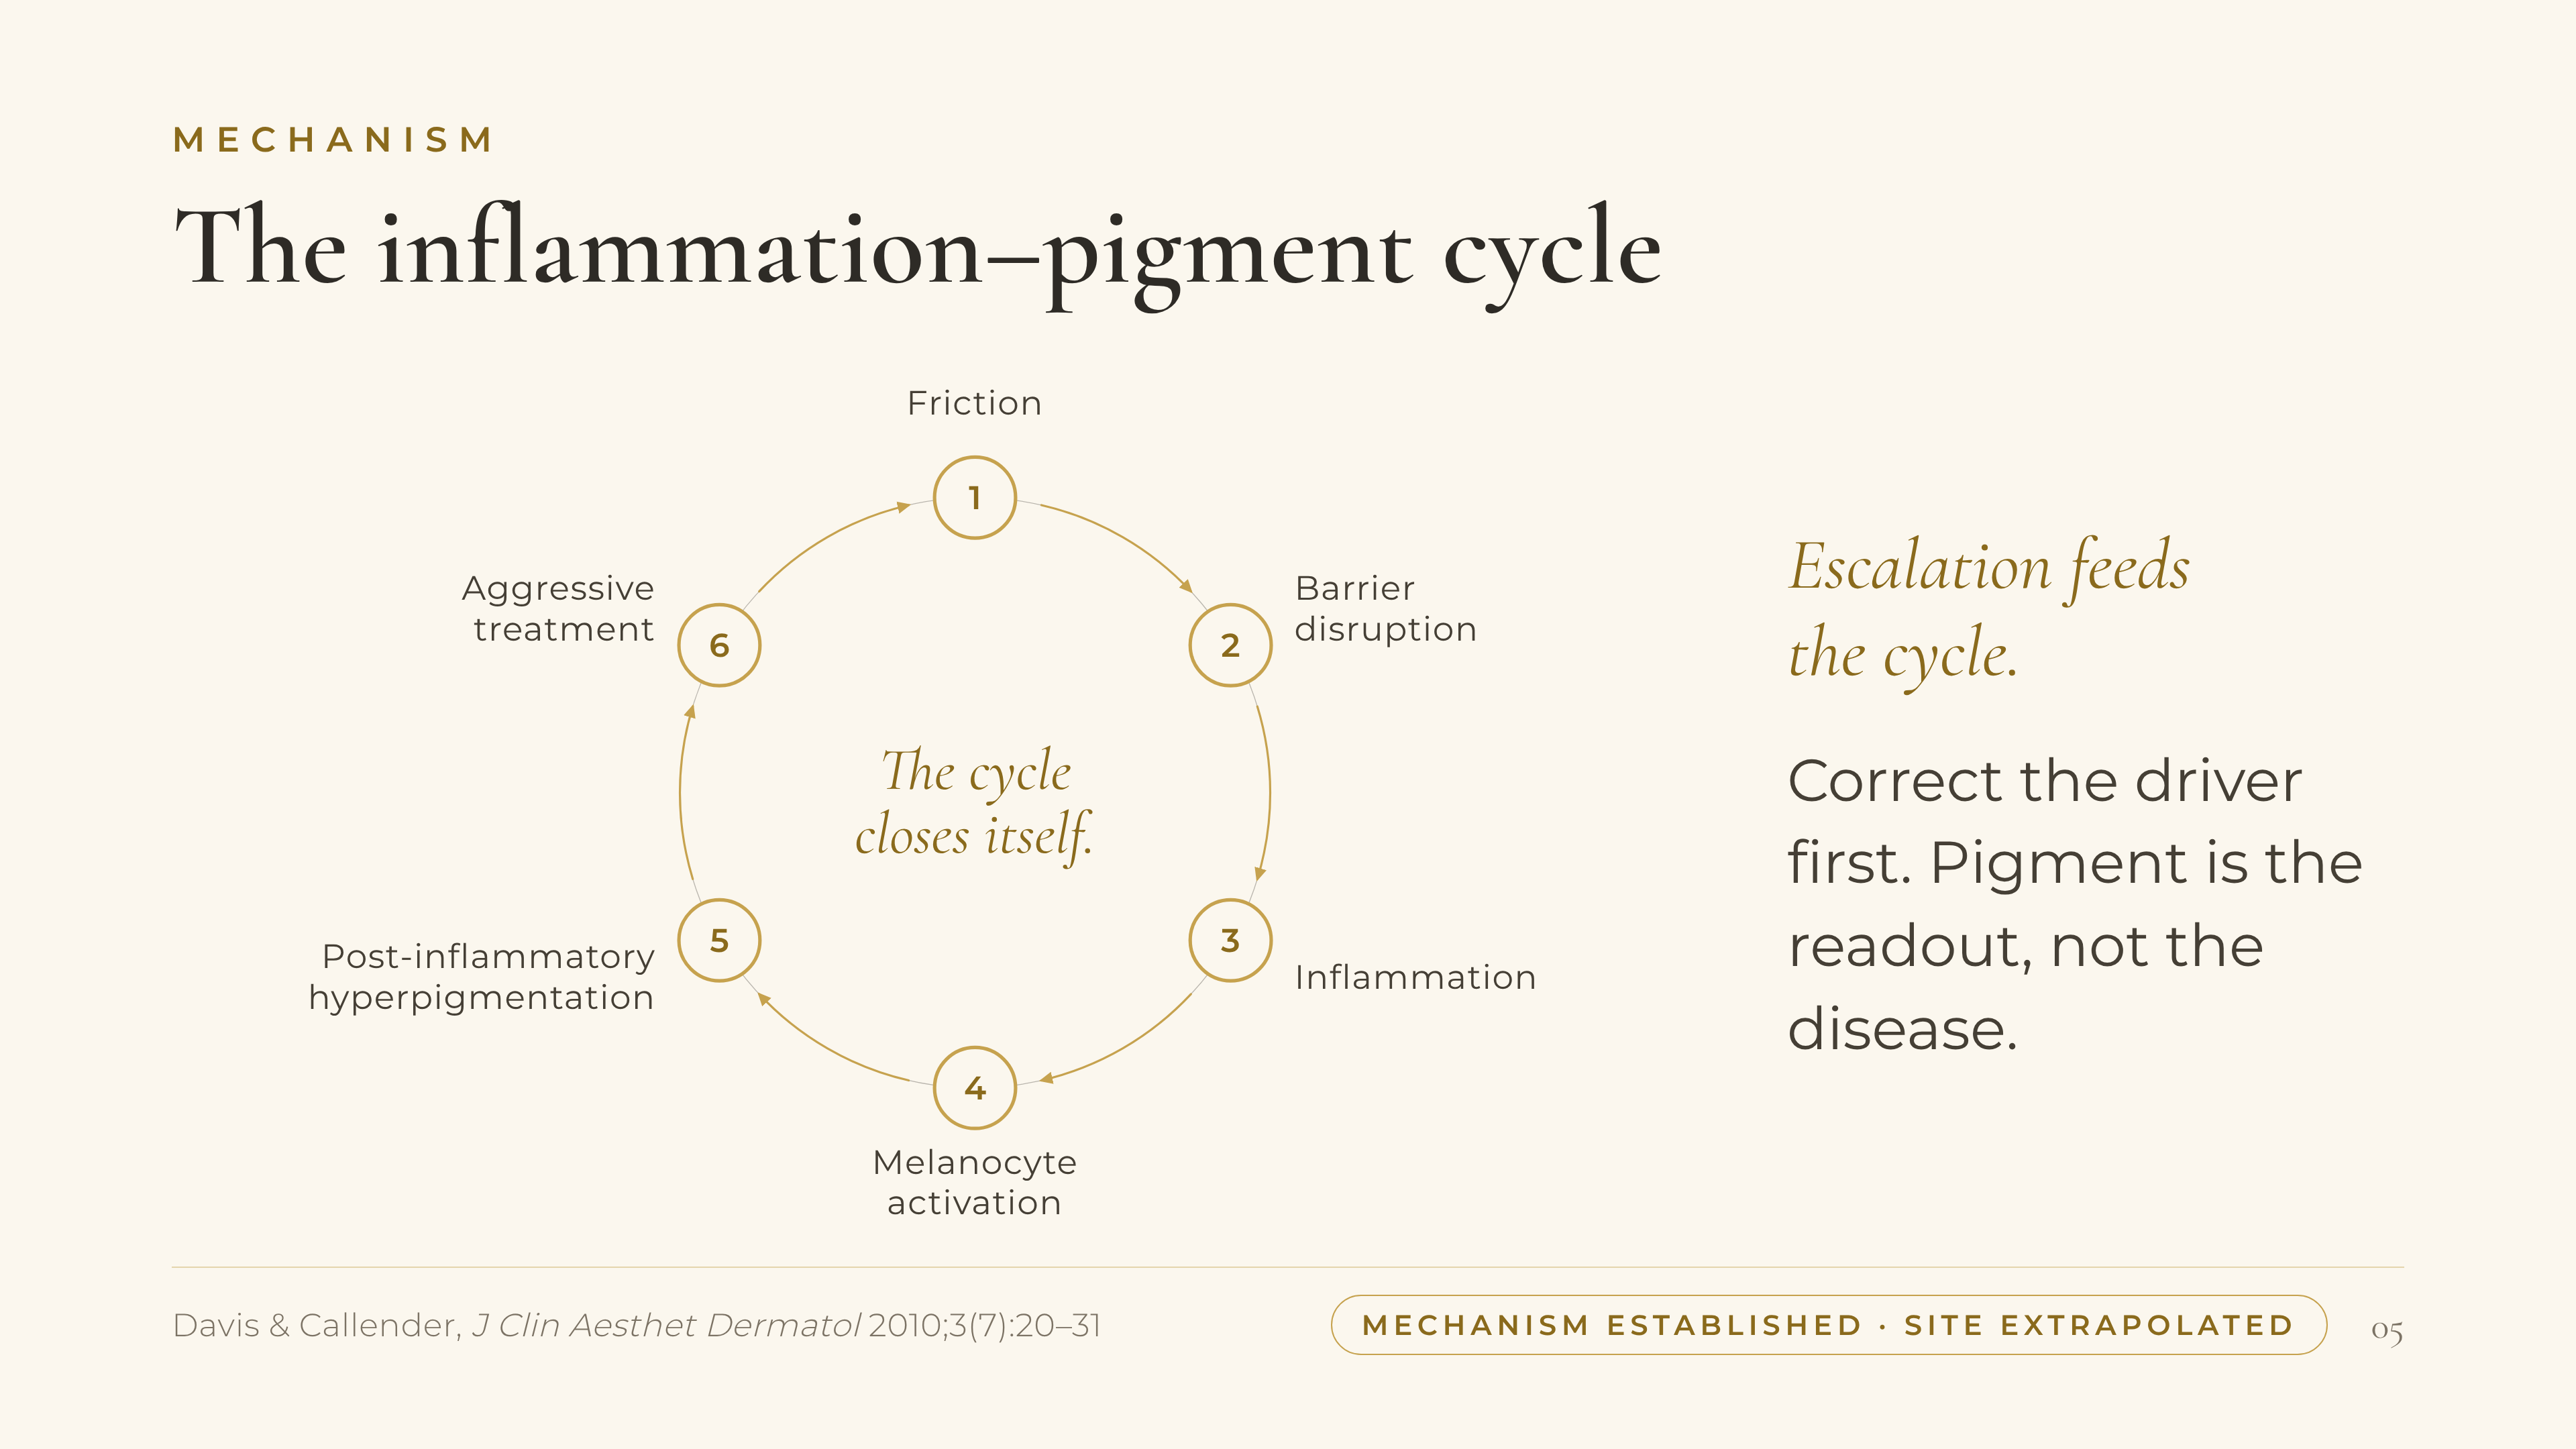 MECHANISM
The inflammation–pigment cycle
Friction
1
Barrier
disruption
2
Inflammation
3
Melanocyte
activation
4
Post-inflammatory
hyperpigmentation
5
Aggressive
treatment
6
The cycle
closes itself.
Escalation feeds
the cycle.
Correct the driver
first. Pigment is the
readout, not the
disease.
Davis & Callender, J Clin Aesthet Dermatol 2010;3(7):20–31
MECHANISM ESTABLISHED · SITE EXTRAPOLATED
05